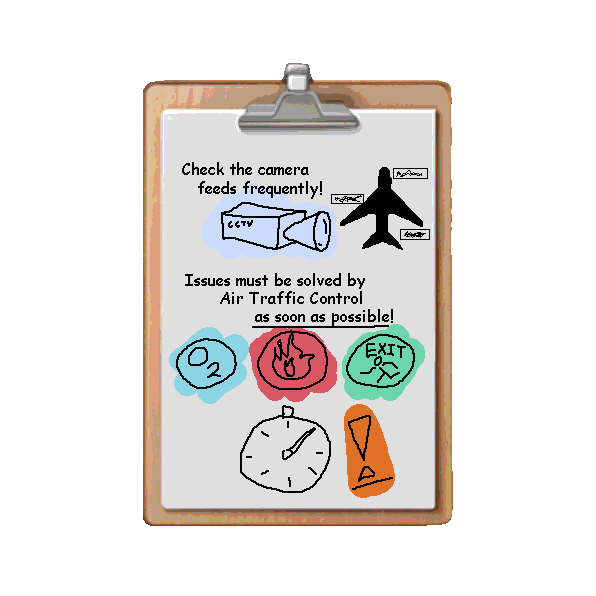 Check the camera
feeds frequently!
CCTV
Issues must be solved by
Air Traffic Control
as soon as possible!
O2
EXIT